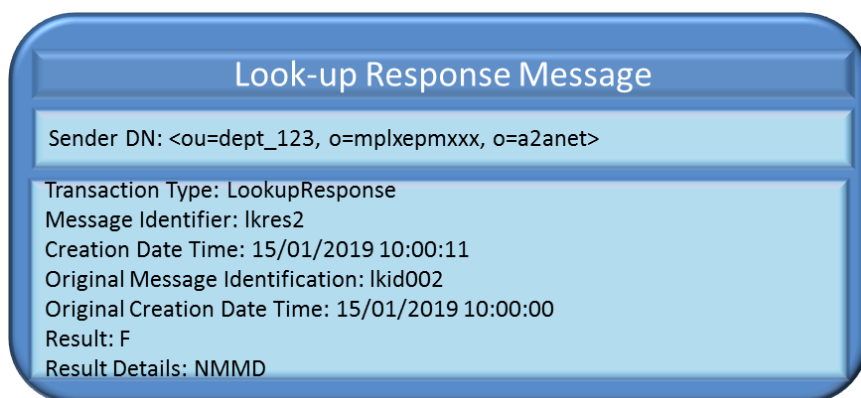 Look-up Response Message
Sender DN: <ou=dept_123, o=mplxepmxxx, o=a2anet>
Transaction Type: LookupResponse
Message Identifier: lkres2
Creation Date Time: 15/01/2019 10:00:11
Original Message Identification: lkid002
Original Creation Date Time: 15/01/2019 10:00:00
Result: F
Result Details: NMMD